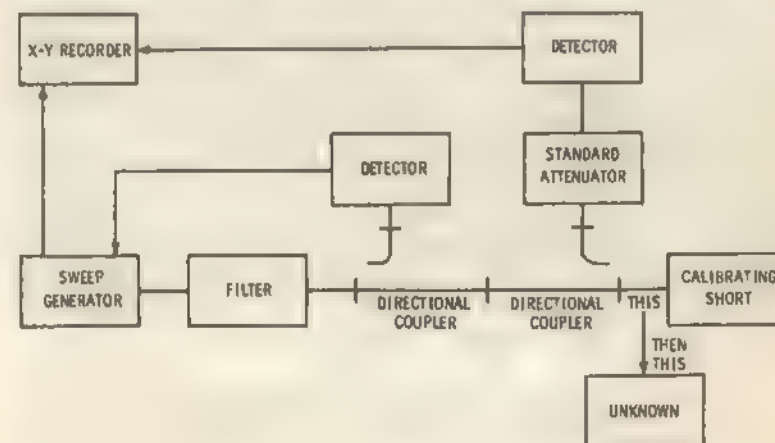 X-Y RECORDER
DETECTOR
DETECTOR
STANDARD
ATTENUATOR
SWEEP
GENERATOR
FILTER
DIRECTIONAL
COUPLER
DIRECTIONAL
COUPLER
THIS
CALIBRATING
SHORT
THEN
THIS
UNKNOWN